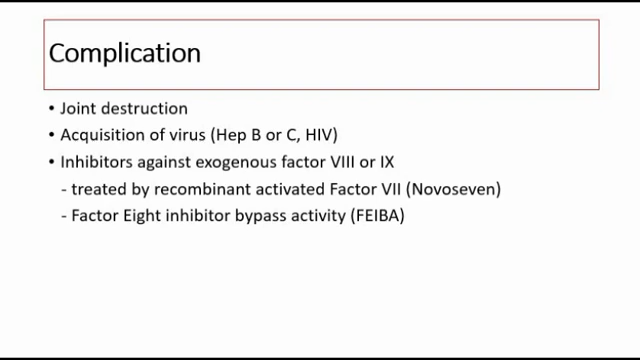 Complication
• Joint destruction
• Acquisition of virus (Hep B or C, HIV)
• Inhibitors against exogenous factor VIII or IX
- treated by recombinant activated Factor VII (Novoseven)
- Factor Eight inhibitor bypass activity (FEIBA)